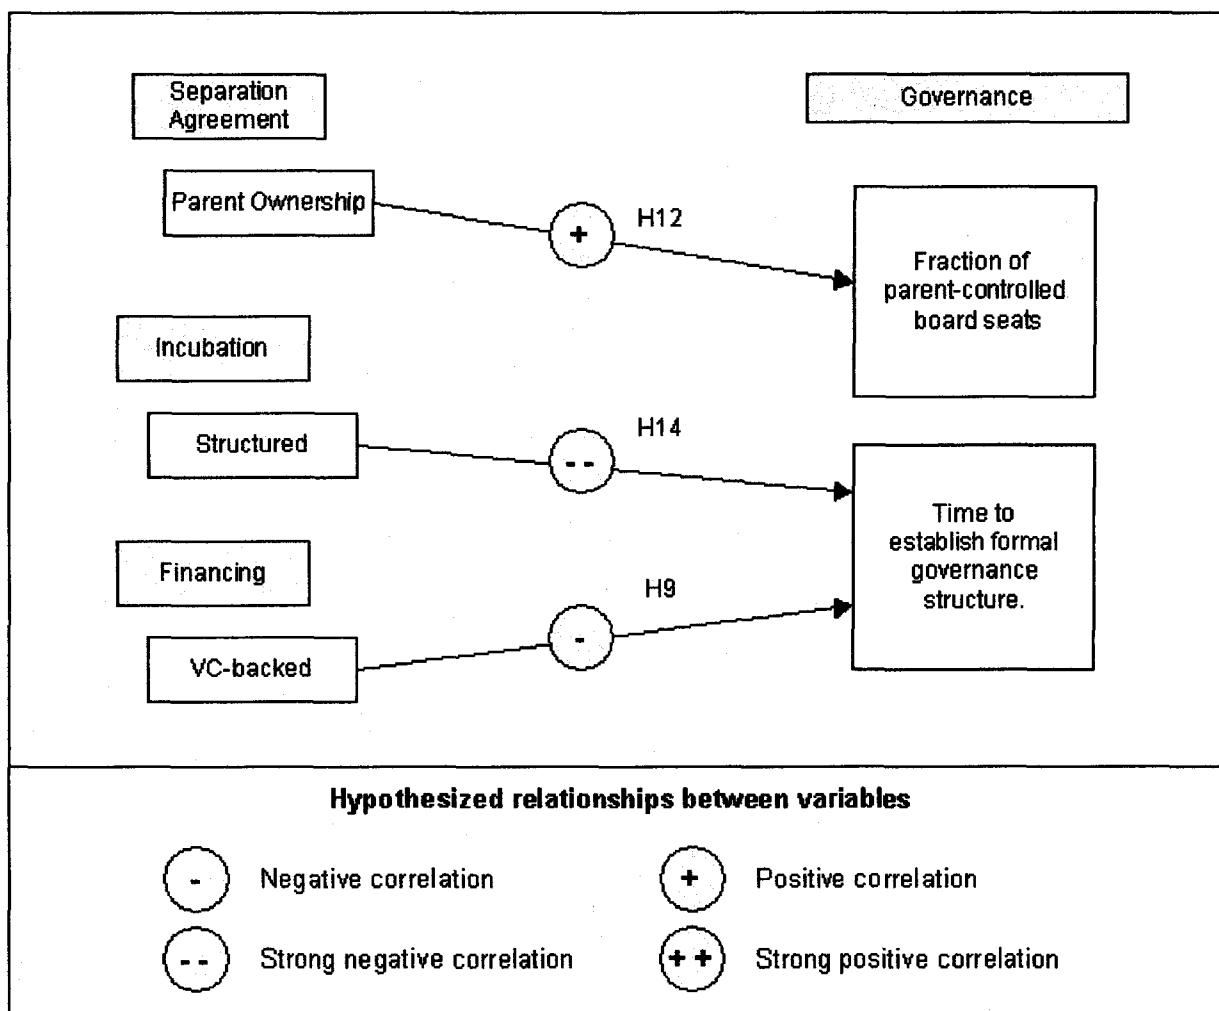 Separation
Agreement
Governance
Parent Ownership
+
H12
Fraction of
parent-controlled
board seats
Incubation
Structured
--
H14
Time to
establish formal
governance
structure.
Financing
H9
-
VC-backed
Hypothesized relationships between variables
- Negative correlation
+ Positive correlation
-- Strong negative correlation
++ Strong positive correlation